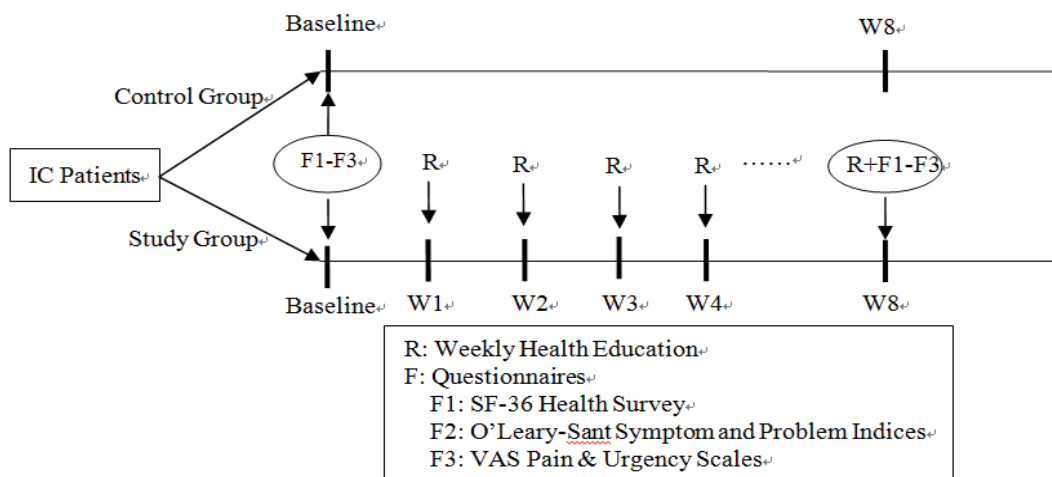 Baseline
W8
Control Group
IC Patients
F1-F3
R
R
R
R
……
R+F1-F3
Study Group
Baseline
W1
W2
W3
W4
W8
R: Weekly Health Education
F: Questionnaires
F1: SF-36 Health Survey
F2: O’Leary-Sant Symptom and Problem Indices
F3: VAS Pain & Urgency Scales